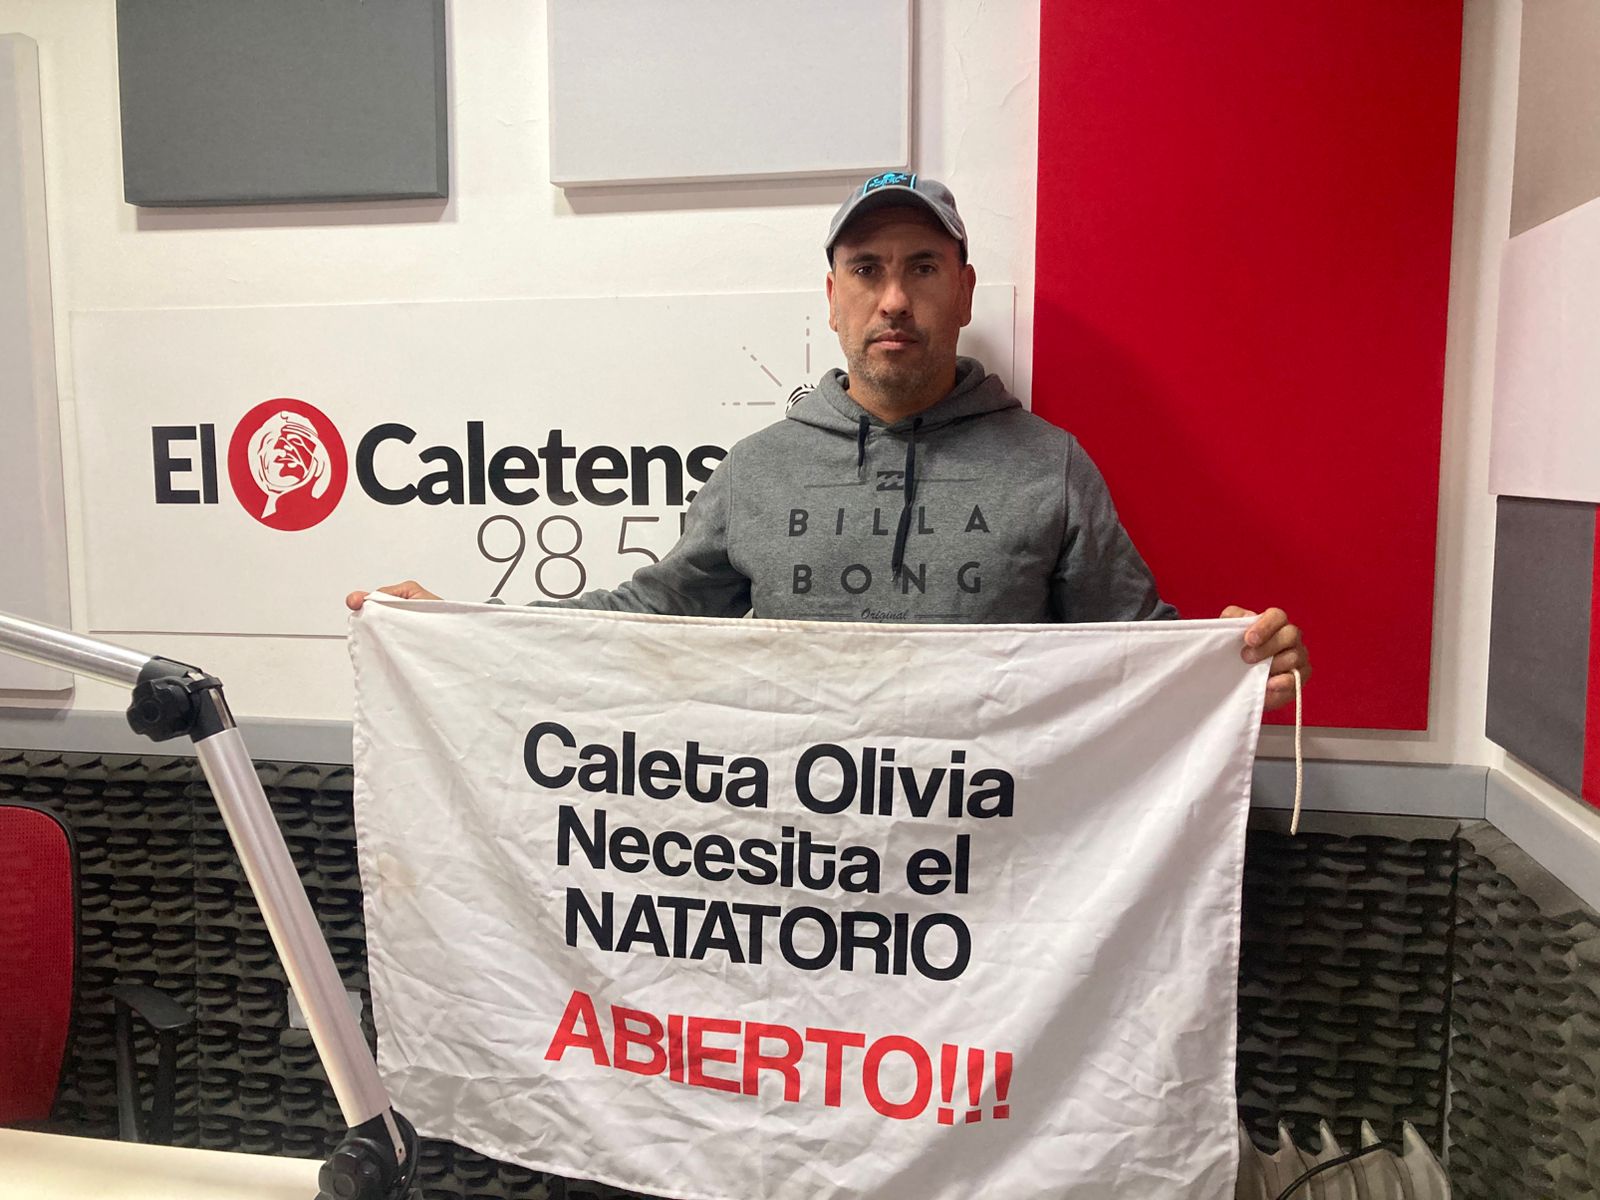 El Caletens
98.5
BILLA
BONG
Original
Caleta Olivia
Necesita el
NATATORIO
ABIERTO!!!